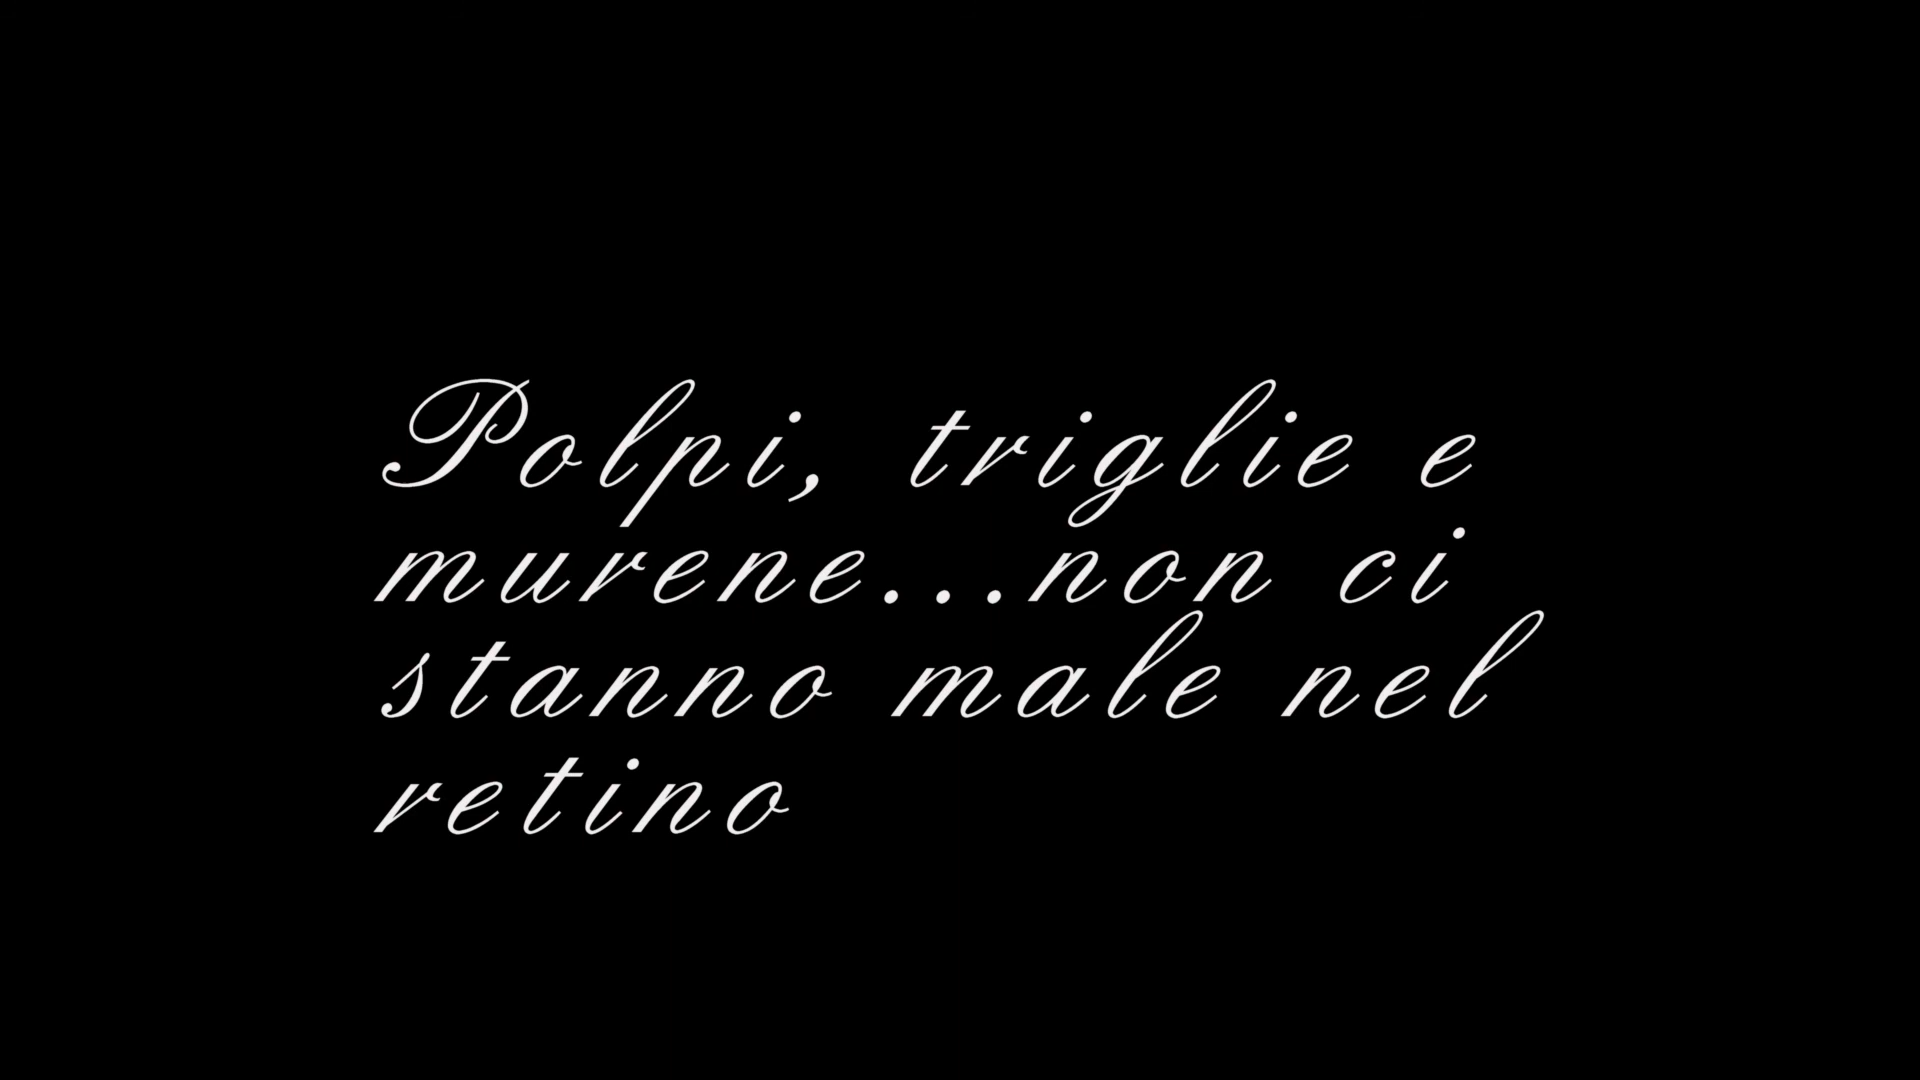 Polpi, triglie e
murene...non ci
stanno male nel
retino